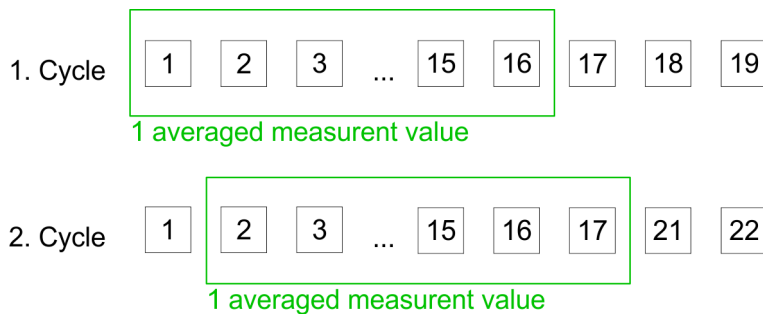 1. Cycle 1 2 3 ... 15 16 17 18 19
1 averaged measurent value
2. Cycle 1 2 3 ... 15 16 17 21 22
1 averaged measurent value